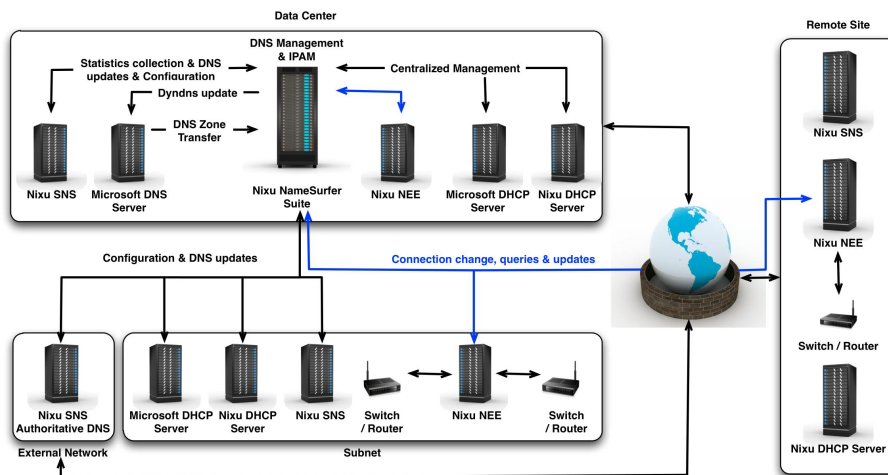 Data Center
Remote Site
DNS Management
& IPAM
Statistics collection & DNS
updates & Configuration
Centralized Management
Dyndns update
DNS Zone
Transfer
Nixu SNS
Microsoft DNS
Server
Nixu NameSurfer
Suite
Nixu NEE
Microsoft DHCP
Server
Nixu DHCP
Server
Nixu SNS
Nixu NEE
Switch / Router
Nixu DHCP Server
Configuration & DNS updates
Connection change, queries & updates
Nixu SNS
Authoritative DNS
External Network
Microsoft DHCP
Server
Nixu DHCP
Server
Nixu SNS
Switch
/ Router
Nixu NEE
Switch
/ Router
Subnet